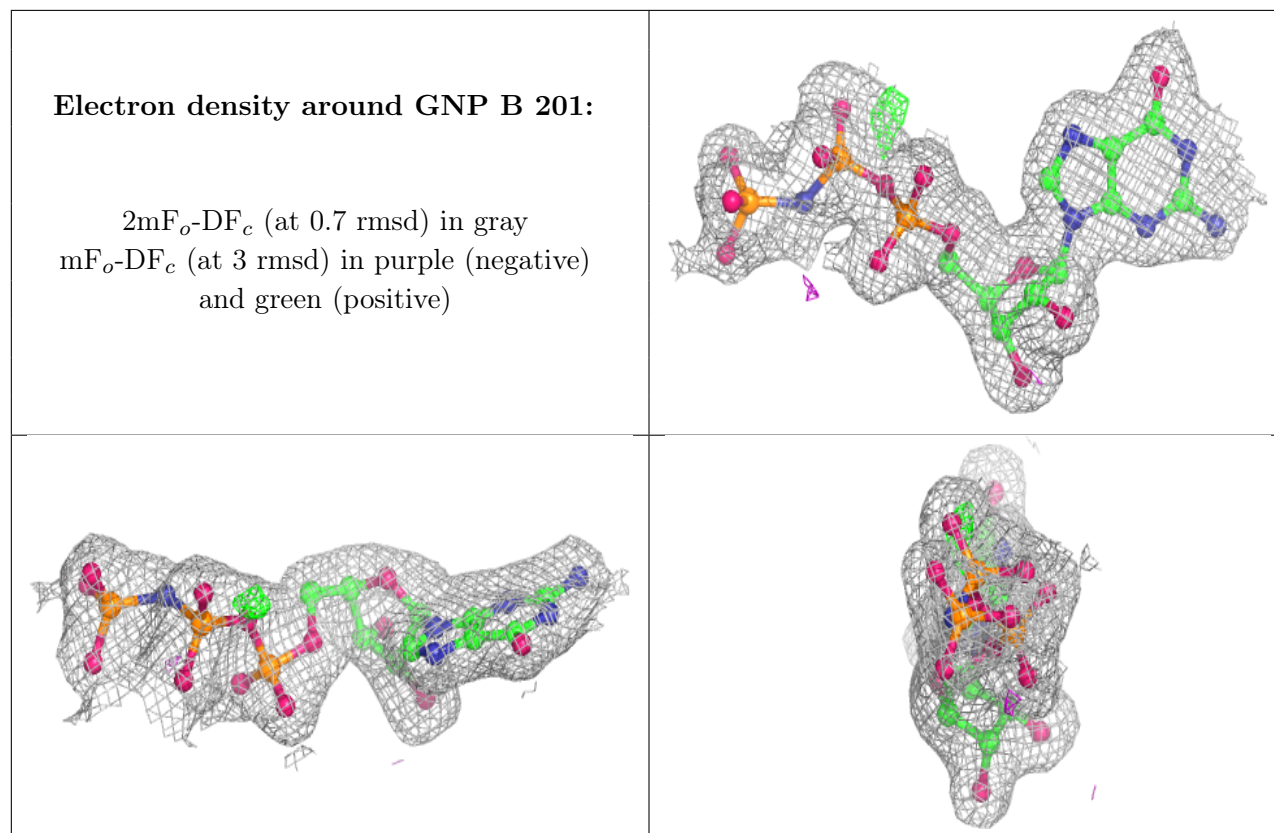 Electron density around GNP B 201:
2mFo-DFc (at 0.7 rmsd) in gray
mFo-DFc (at 3 rmsd) in purple (negative)
and green (positive)